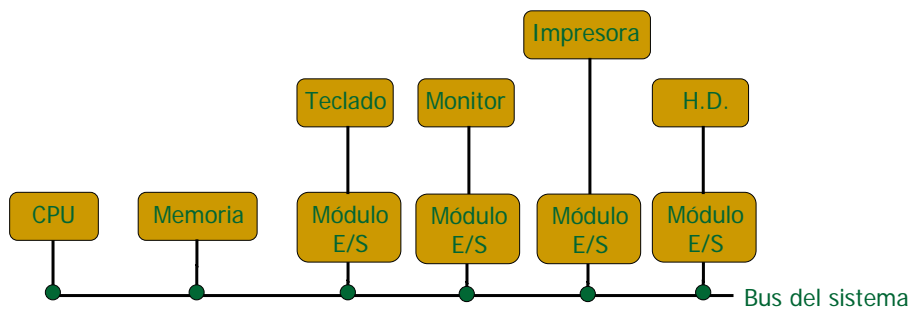 Impresora
Teclado
Monitor
H.D.
CPU
Memoria
Módulo
E/S
Módulo
E/S
Módulo
E/S
Módulo
E/S
Bus del sistema